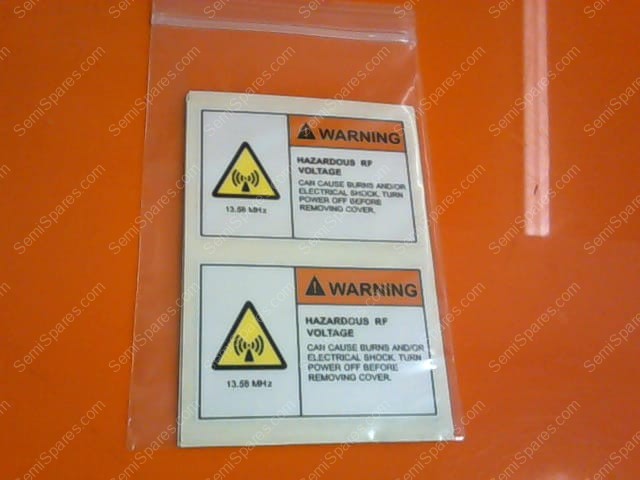 WARNING
HAZARDOUS RF
VOLTAGE
CAN CAUSE BURNS AND/OR
ELECTRICAL SHOCK, TURN
POWER OFF BEFORE
REMOVING COVER.
13.56 MHz
WARNING
HAZARDOUS RF
VOLTAGE
CAN CAUSE BURNS AND/OR
ELECTRICAL SHOCK, TURN
POWER OFF BEFORE
REMOVING COVER.
13.56 MHz
SemiSpares.com